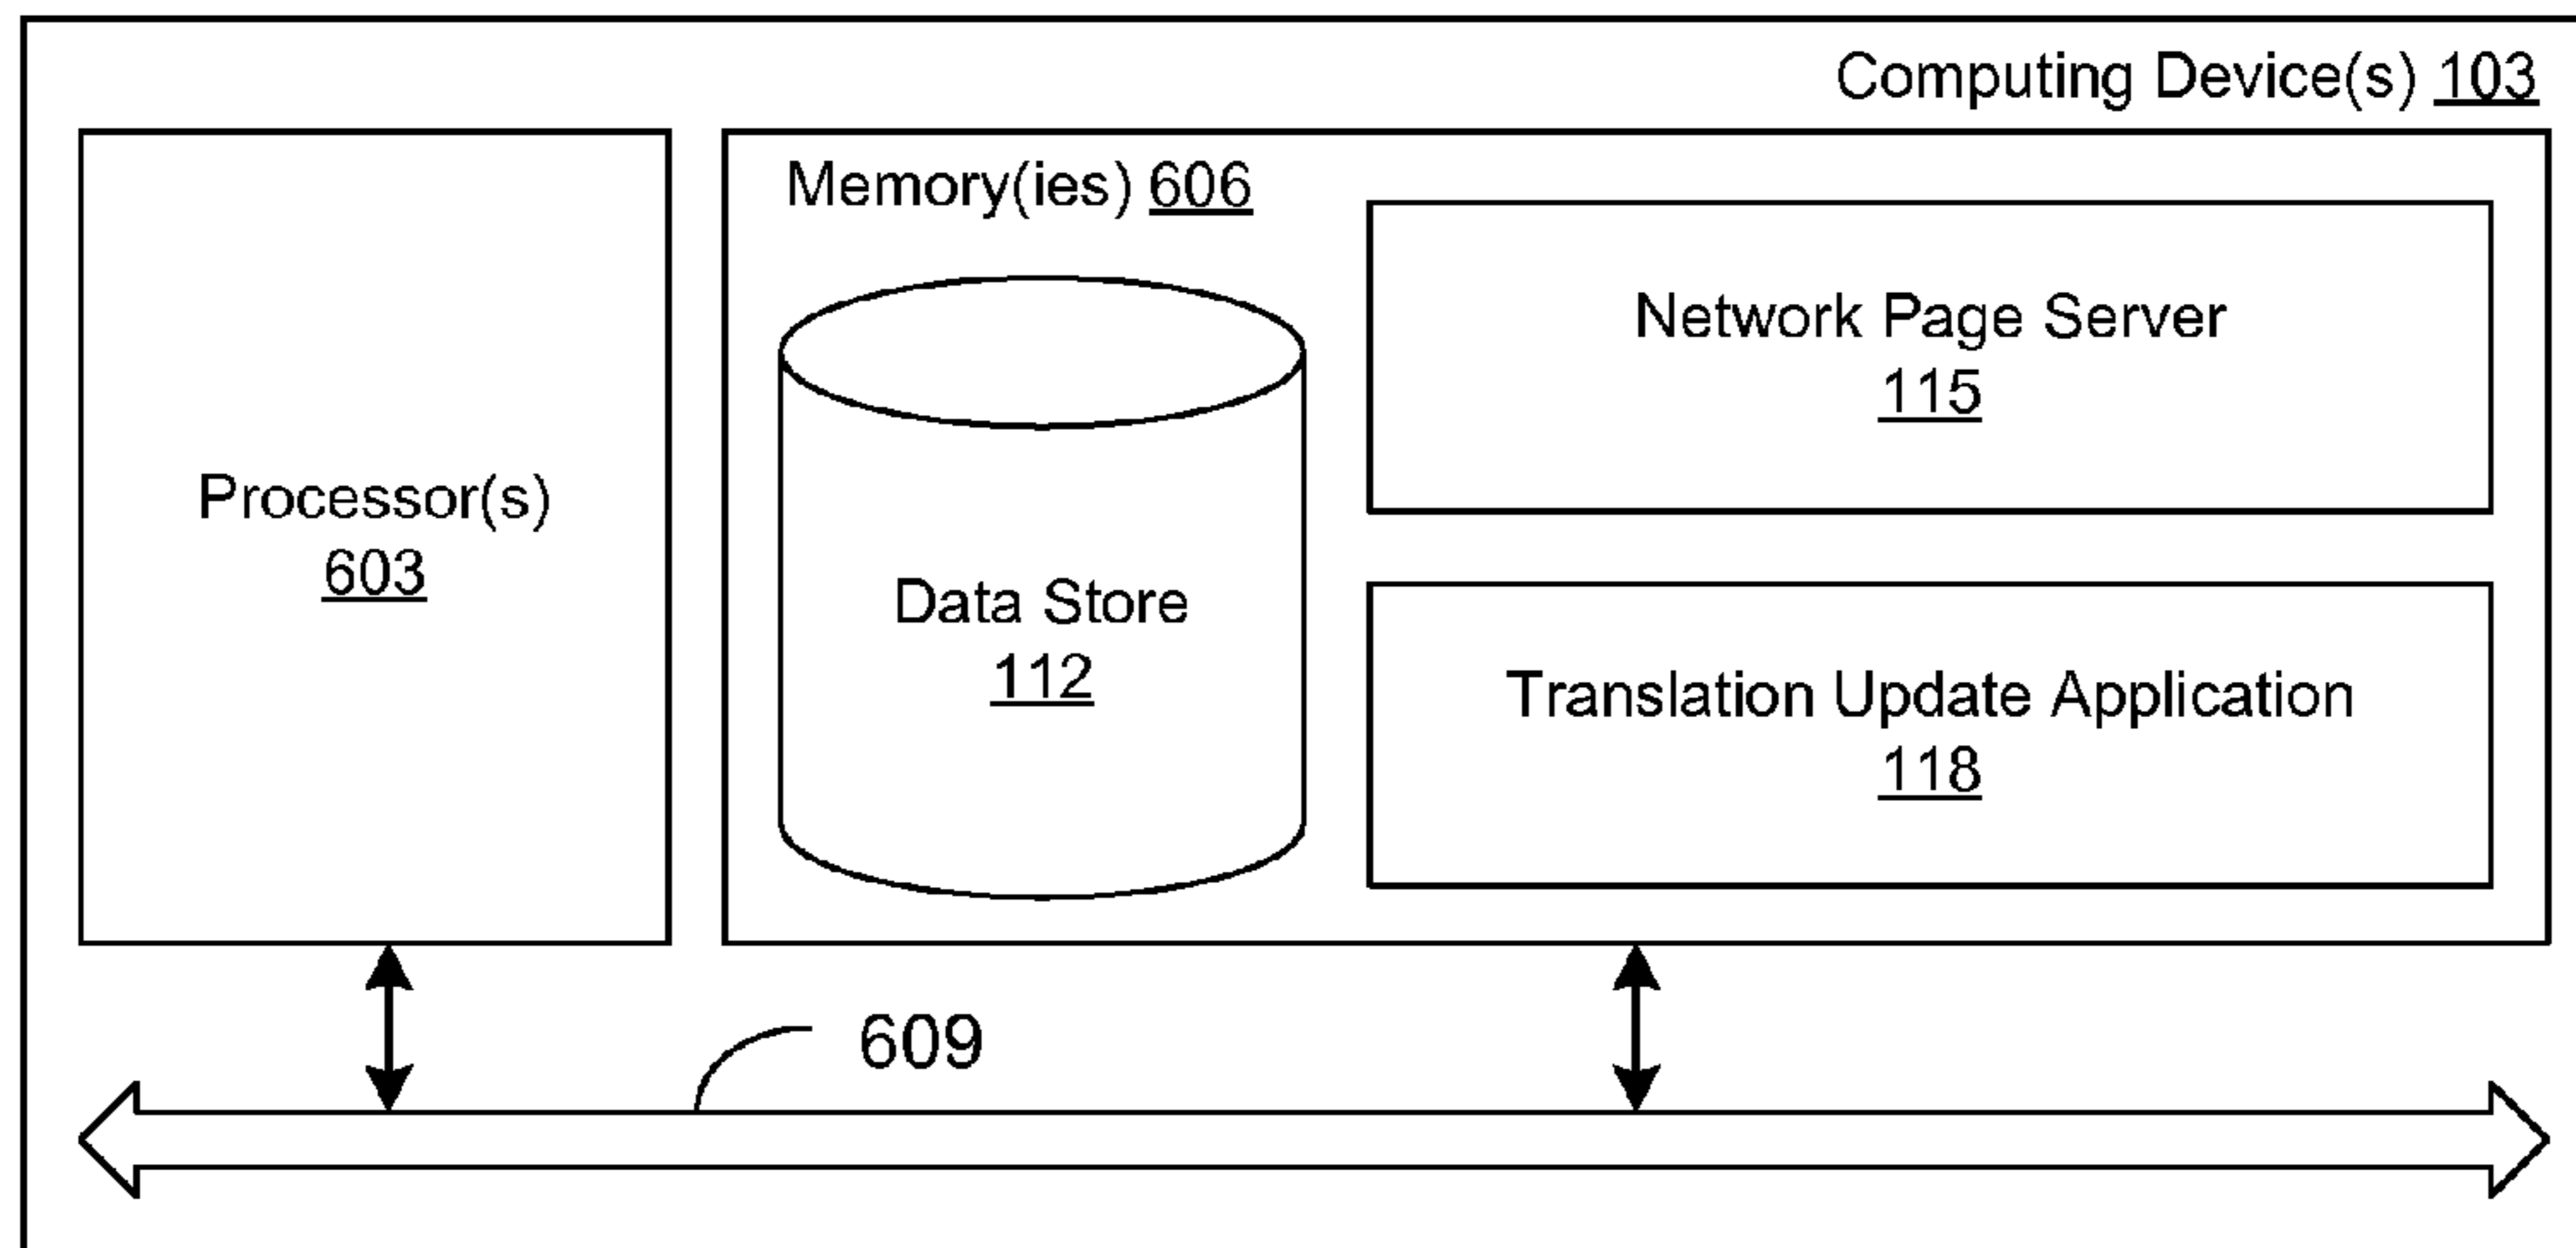 Computing Device(s) 103
Memory(ies) 606
Network Page Server
115
Processor(s)
603
Data Store
112
Translation Update Application
118
609